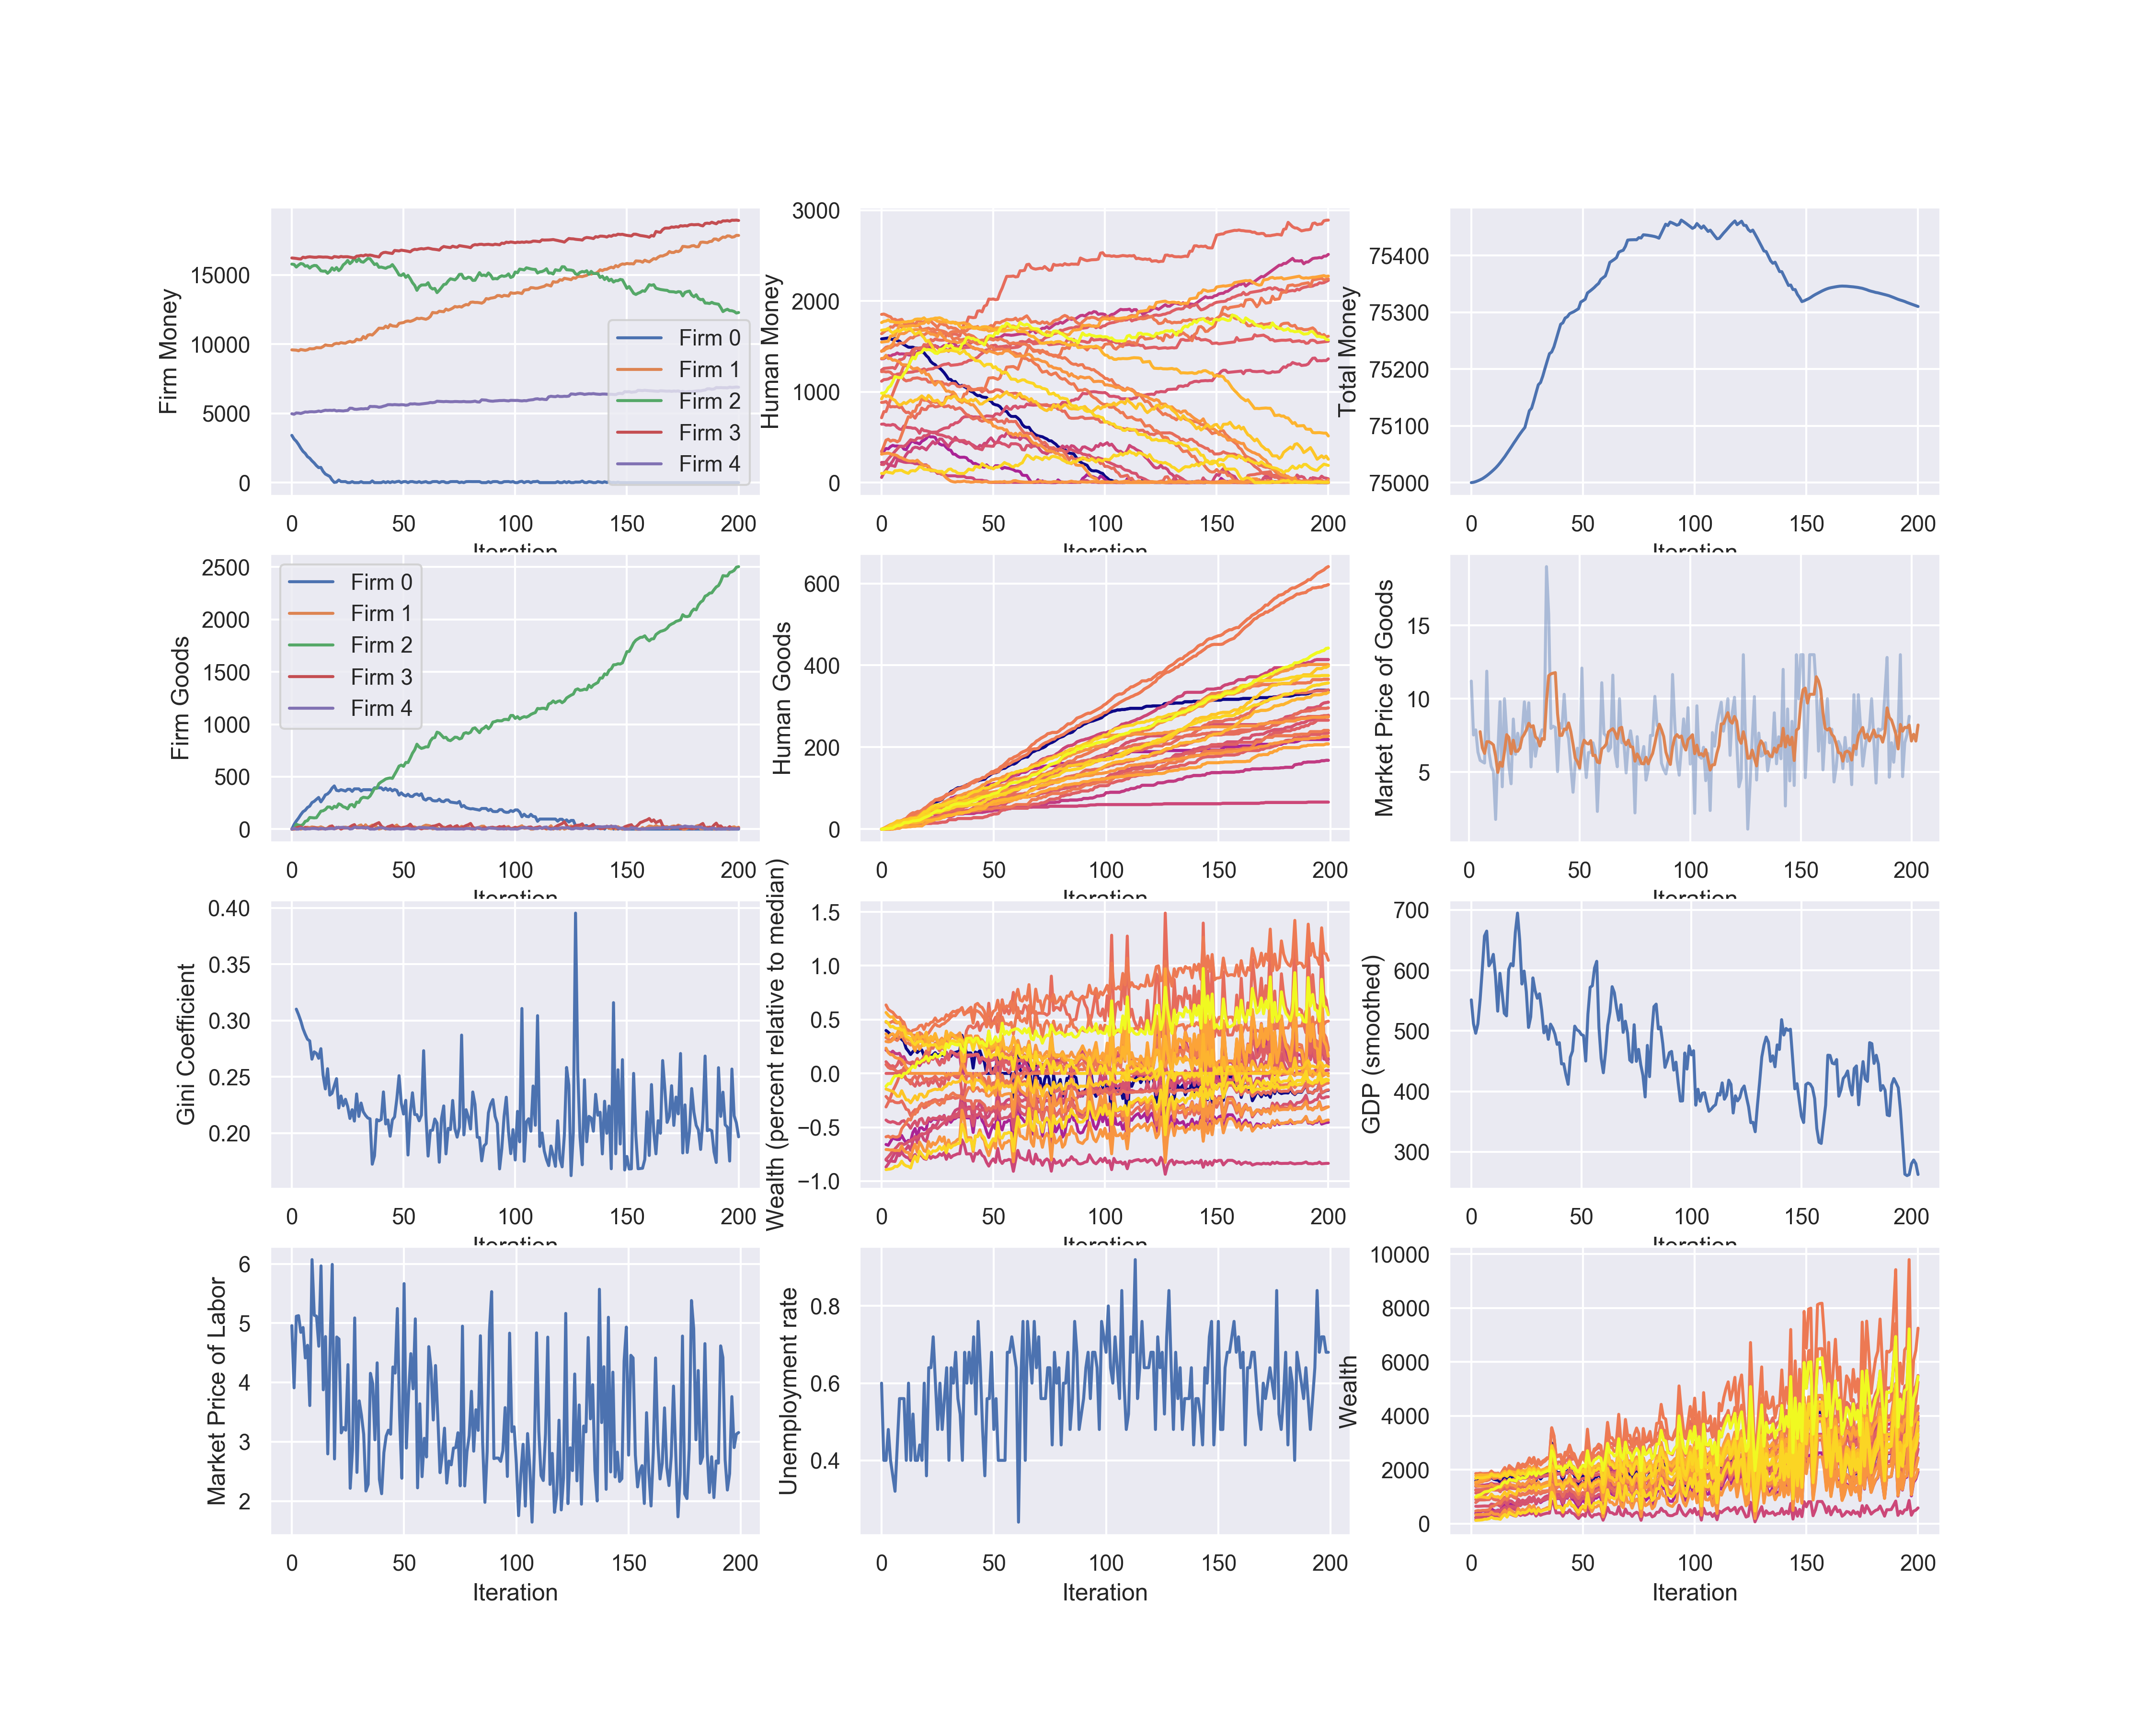 Firm Money
15000
10000
5000
0
Firm 0
Firm 1
Firm 2
Firm 3
Firm 4
0 50 100 150 200
Iteration
Human Money
3000
2000
1000
0
0 50 100 150 200
Iteration
Total Money
75400
75300
75200
75100
75000
0 50 100 150 200
Iteration
Firm Goods
2500
2000
1500
1000
500
0
Firm 0
Firm 1
Firm 2
Firm 3
Firm 4
0 50 100 150 200
Iteration
Human Goods
600
400
200
0
0 50 100 150 200
Iteration
Market Price of Goods
15
10
5
0 50 100 150 200
Iteration
Gini Coefficient
0.40
0.35
0.30
0.25
0.20
0 50 100 150 200
Iteration
Wealth (percent relative to median)
1.5
1.0
0.5
0.0
−0.5
−1.0
0 50 100 150 200
Iteration
GDP (smoothed)
700
600
500
400
300
0 50 100 150 200
Iteration
Market Price of Labor
6
5
4
3
2
0 50 100 150 200
Iteration
Unemployment rate
0.8
0.6
0.4
0 50 100 150 200
Iteration
Wealth
10000
8000
6000
4000
2000
0
0 50 100 150 200
Iteration